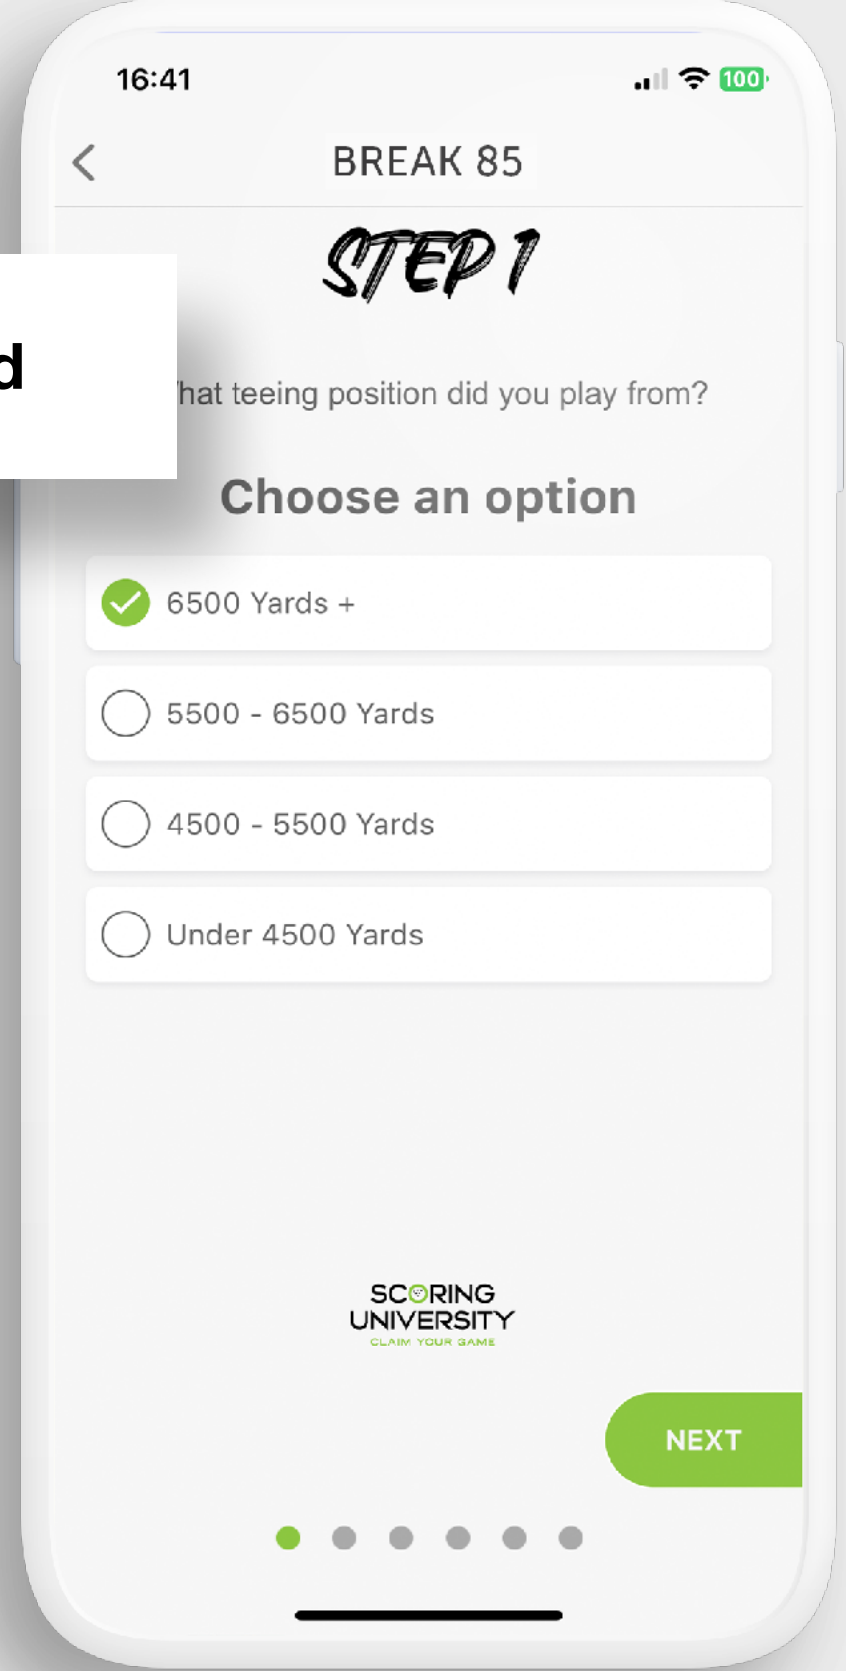 16:41
100
BREAK 85
STEP 1
d
hat teeing position did you play from?
Choose an option
6500 Yards +
5500 - 6500 Yards
4500 - 5500 Yards
Under 4500 Yards
SCORING
UNIVERSITY
CLAIM YOUR GAME
NEXT